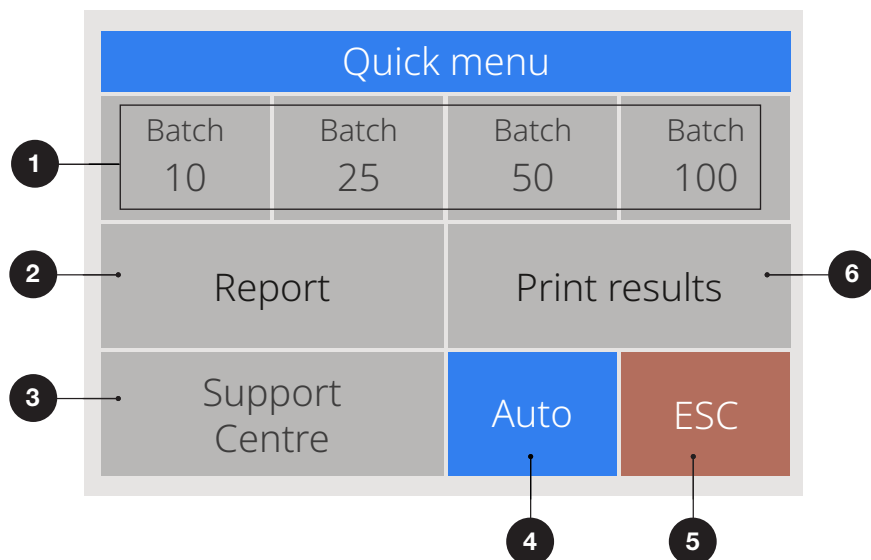 Quick menu
Batch Batch Batch Batch
1
10 25 50 100
2
Report Print results
6
3
Support
Centre
Auto ESC
4 5